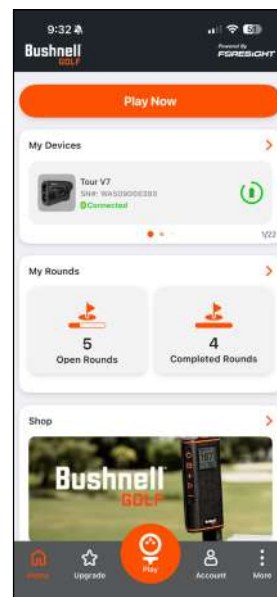 9:32
Bushnell
GOLF
Powered By
FORESIGHT
Play Now
My Devices
Tour V7
Connected
1/22
My Rounds
5
Open Rounds
4
Completed Rounds
Shop
Bushnell
GOLF
Home
Upgrade
Play
Account
More